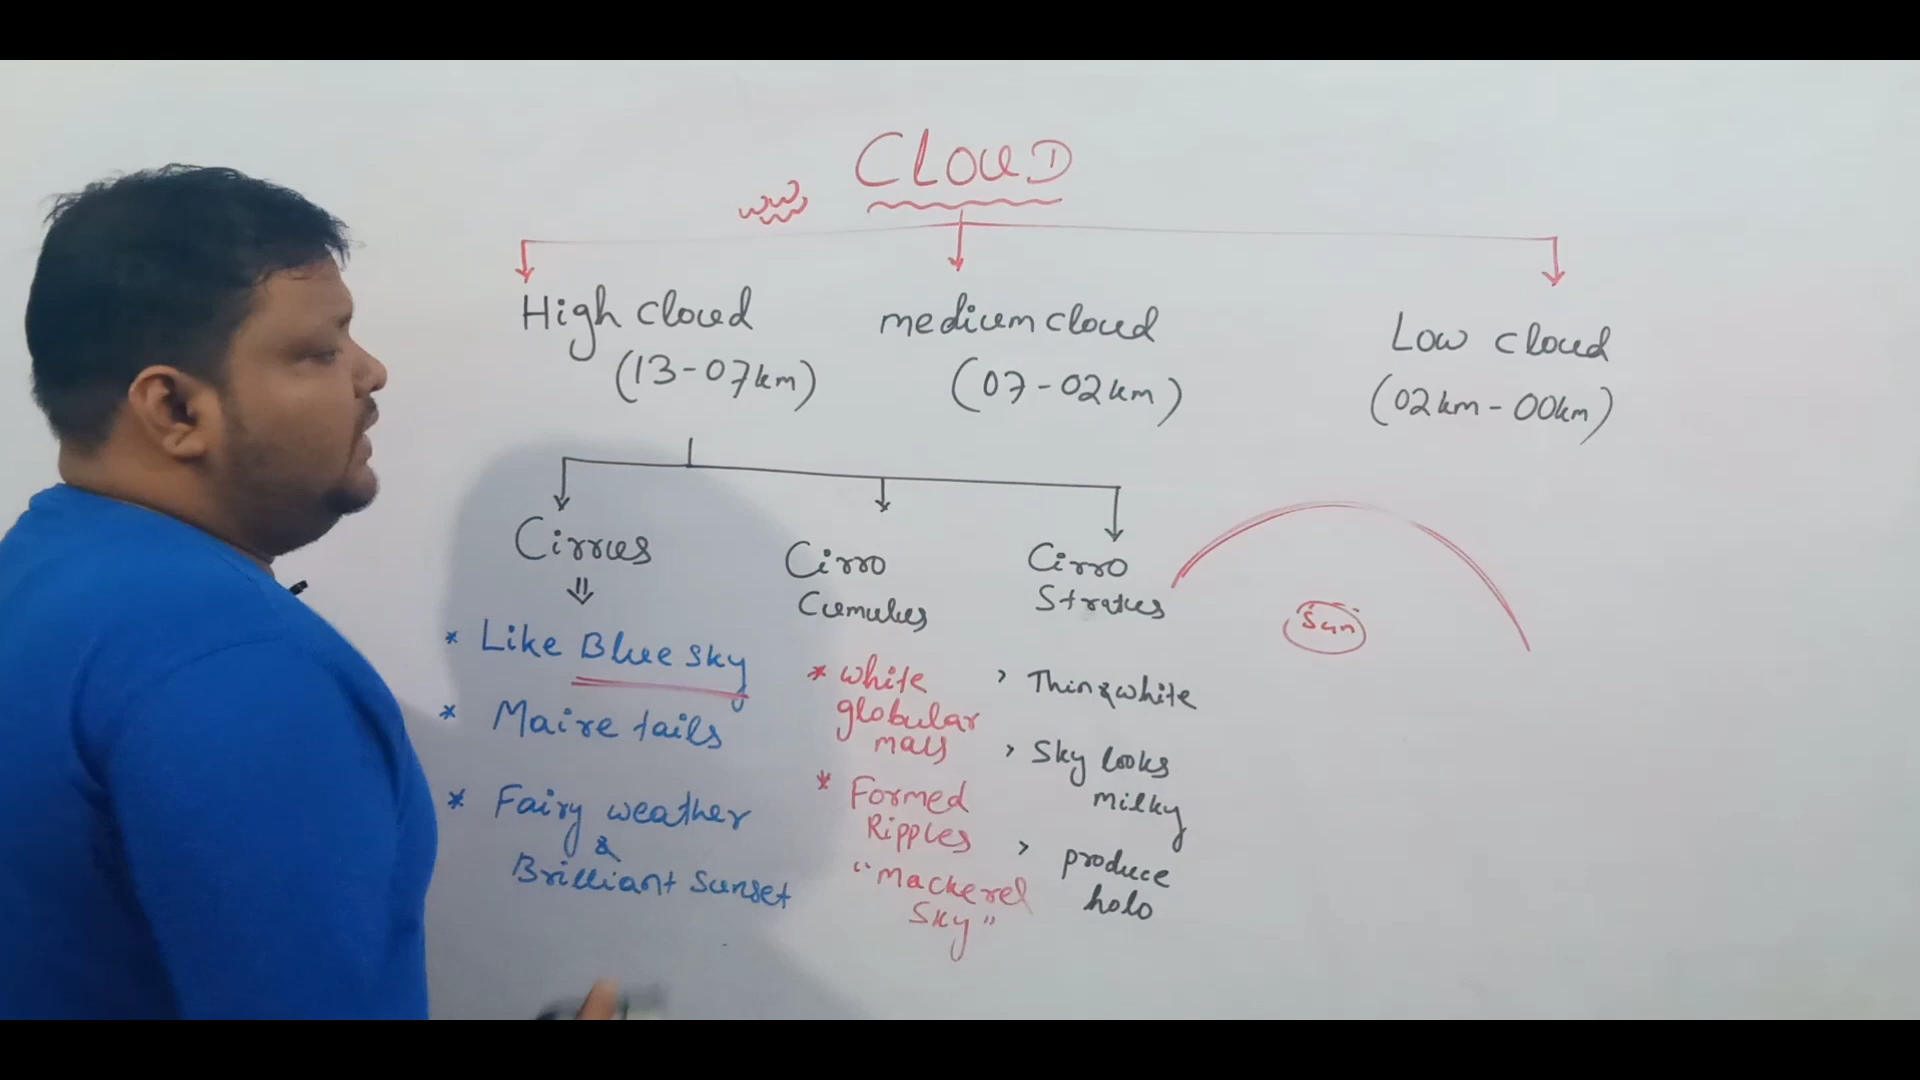 CLOUD
High cloud
(13-07km)
medium cloud
(07-02km)
Low cloud
(02km-00km)
Cirrus
* Like Blue sky
* Maire tails
* Fairy weather
&
Brilliant Sunset
Cirro
Cumulus
* white
globular
mass
* Formed
Ripples
"Mackerel
Sky"
Cirro
Stratus
> Thin & white
> Sky looks
milky
> produce
holo
Sun